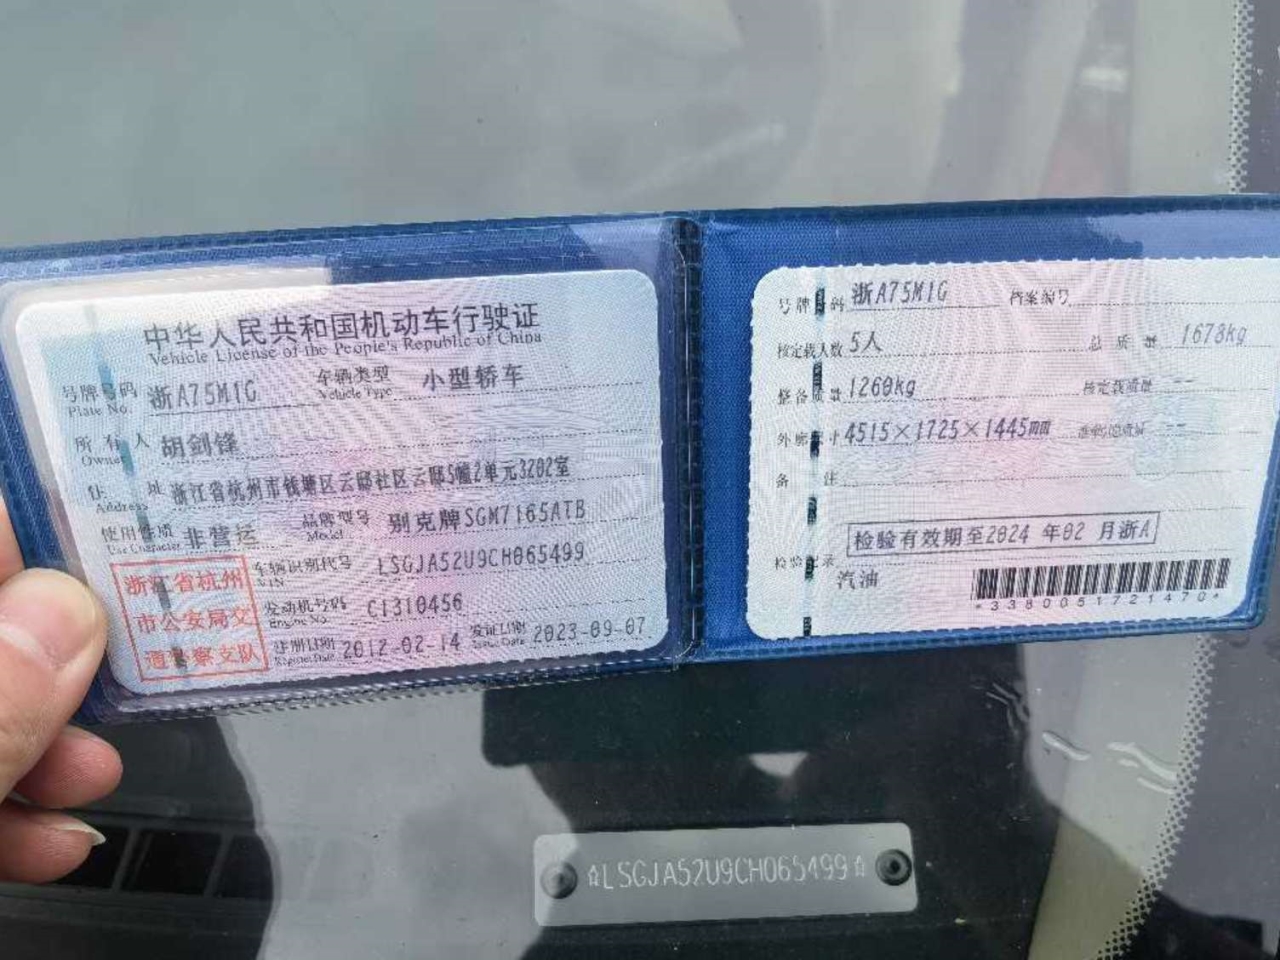 中华人民共和国机动车行驶证
Vehicle License of the People's Republic of China
号牌号码 浙A75M1G 车辆类型 小型轿车
Plate No. Vehicle Type
所有人 胡剑锋
Owner
住址 浙江省杭州市钱塘区云邸社区云邸5幢2单元3202室
Address
使用性质 非营运 品牌型号 别克牌SGM7165ATB
Use Character Model
车辆识别代号 LSGJA52U9CH065499
VIN
发动机号码 C1310456
Engine No.
注册日期 2012-02-14 发证日期 2023-09-07
Register Date Issue Date
浙江省杭州
市公安局交
通警察支队
号牌号码 浙A75M1G 档案编号
核定载人数 5人 总质量 1678kg
整备质量 1260kg 核定载质量 --
外廓尺寸 4515×1725×1445mm 准牵引总质量 --
备注
检验有效期至2024 年02 月浙A
检验记录
汽油
*3380051721470*
☆LSGJA52U9CH065499☆